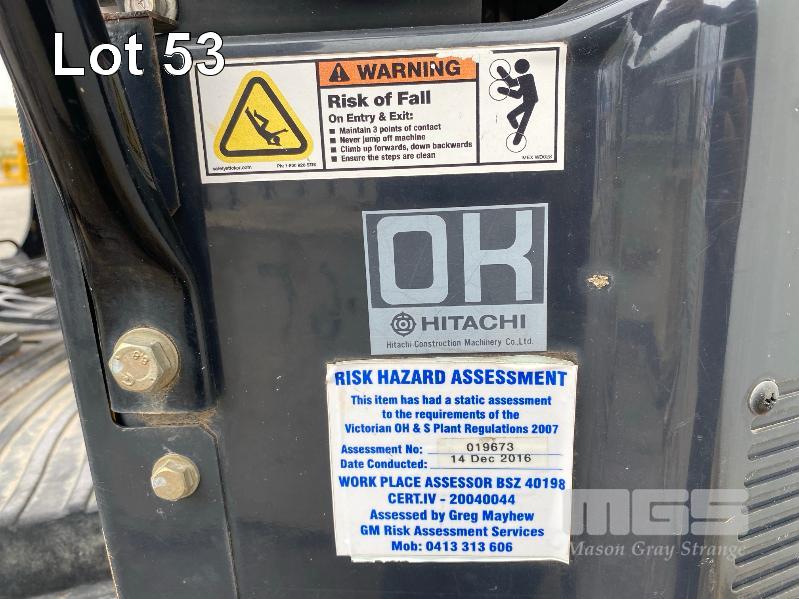 Lot 53
WARNING
Risk of Fall
On Entry & Exit:
Maintain 3 points of contact
Never jump off machine
Climb up forwards, down backwards
Ensure the steps are clean
OK
HITACHI
Hitachi Construction Machinery Co., Ltd.
RISK HAZARD ASSESSMENT
This item has had a static assessment
to the requirements of the
Victorian OH & S Plant Regulations 2007
Assessment No: 019673
Date Conducted: 14 Dec 2016
WORK PLACE ASSESSOR BSZ 40198
CERT.IV - 20040044
Assessed by Greg Mayhew
GM Risk Assessment Services
Mob: 0413 313 606
MGS
Mason Gray Strange